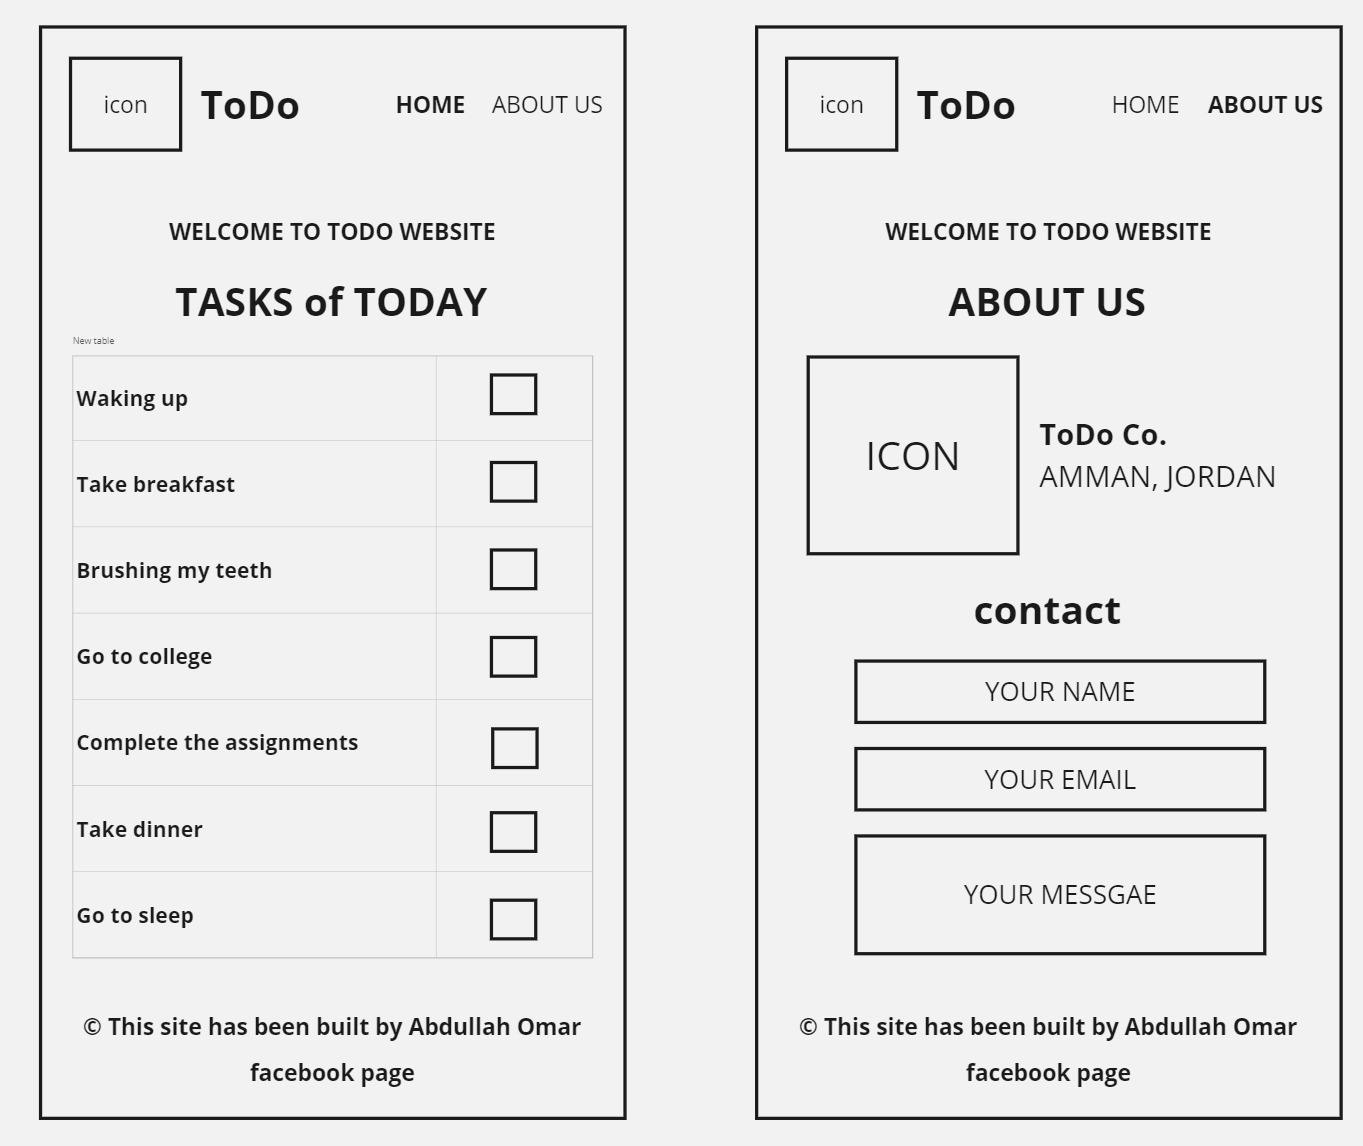 icon
ToDo
HOME
ABOUT US
WELCOME TO TODO WEBSITE
TASKS of TODAY
New table
Waking up
Take breakfast
Brushing my teeth
Go to college
Complete the assignments
Take dinner
Go to sleep
© This site has been built by Abdullah Omar
facebook page
icon
ToDo
HOME
ABOUT US
WELCOME TO TODO WEBSITE
ABOUT US
ICON
ToDo Co.
AMMAN, JORDAN
contact
YOUR NAME
YOUR EMAIL
YOUR MESSGAE
© This site has been built by Abdullah Omar
facebook page